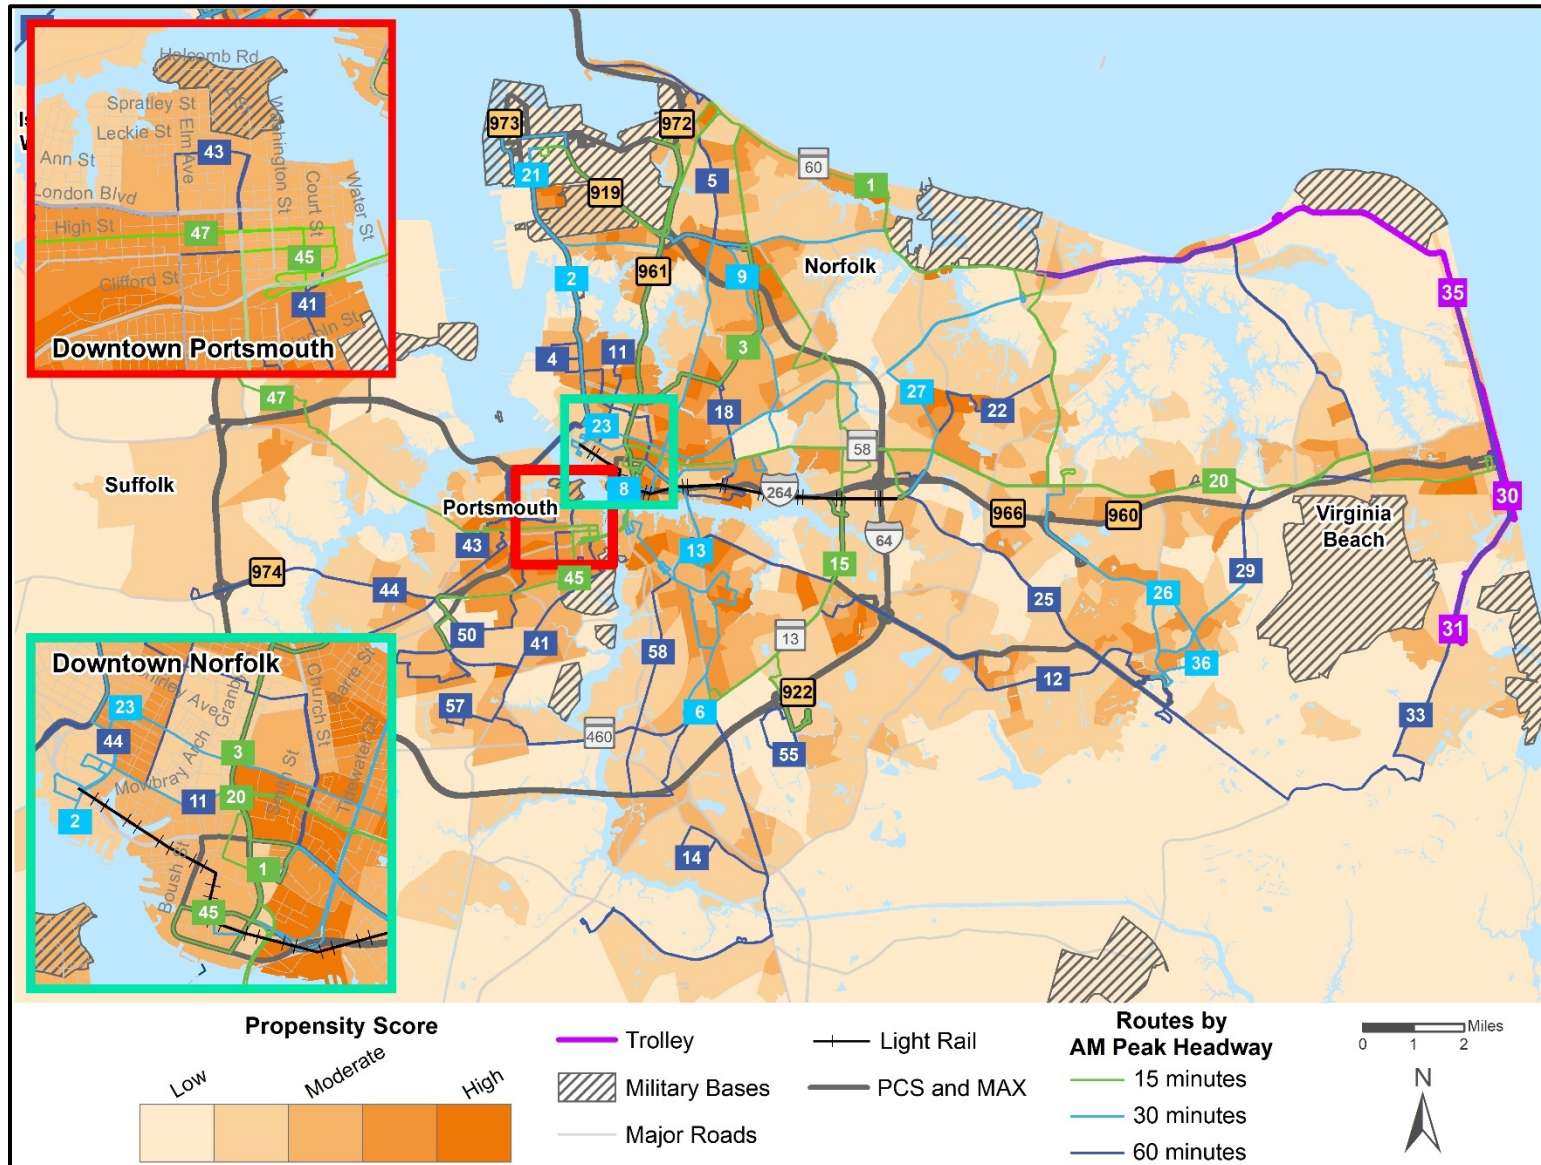 Holcomb Rd
Spratley St
Leckie St
Elm Ave
Washington St
Ann St
43
London Blvd
Court St
Water St
High St
47
45
Clifford St
41
Downtown Portsmouth
973
972
21
919
5
60
1
961
2
9
Norfolk
35
4
11
3
47
27
22
18
23
58
Suffolk
8
264
20
30
Portsmouth
966
960
Virginia
Beach
43
13
64
974
44
45
15
29
25
26
50
41
58
13
31
36
12
57
922
6
33
460
55
14
Downtown Norfolk
Granby
Church St
23
44
3
Mowbray Arch
Smith St
11
20
2
Boush St
1
45
Propensity Score
Low
Moderate
High
Trolley
Military Bases
Major Roads
Light Rail
PCS and MAX
Routes by
AM Peak Headway
15 minutes
30 minutes
60 minutes
Miles
0 1 2
N